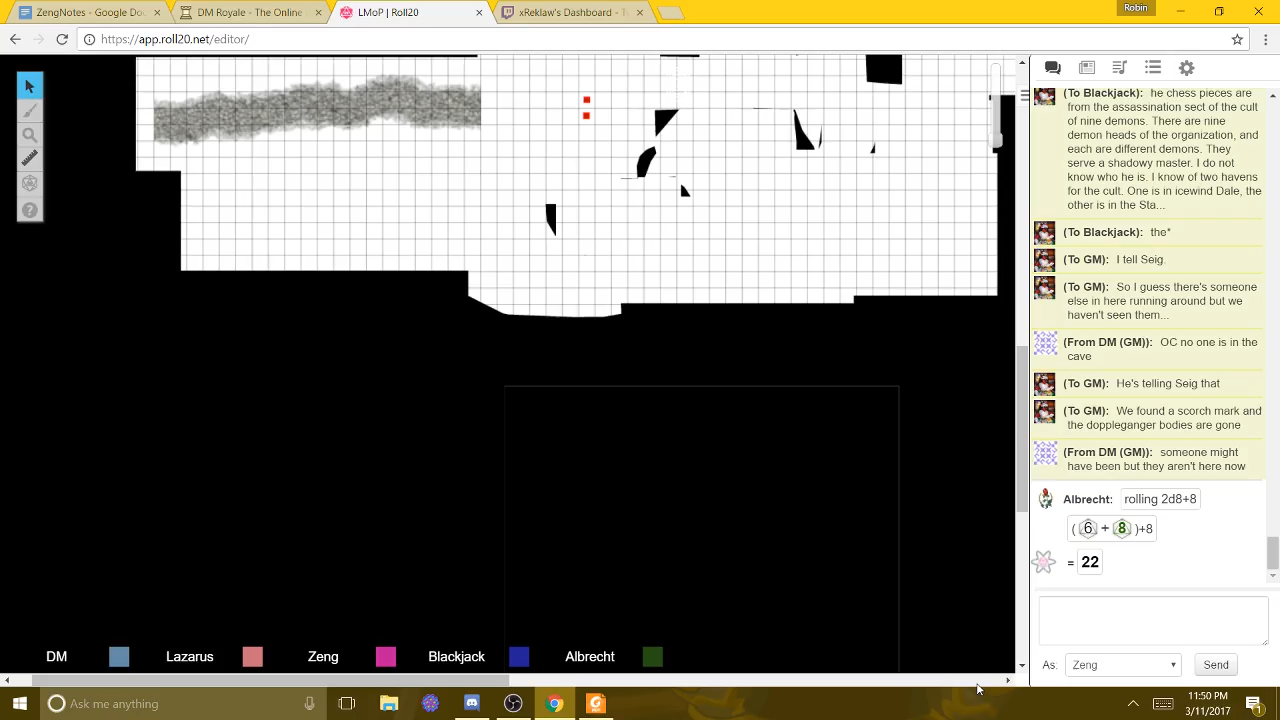 ZengNotes - Google Doc
DM Royale - The Online
LMoP | Roll20
xReklaw's Dashboard - T
Robin
https://app.roll20.net/editor/
(To Blackjack): he chess pieces are
from the assassination sect of the cult
of nine demons. There are nine
demon heads of the organization, and
each are different demons. They
serve a shadowy master. I do not
know who he is. I know of two havens
for the cult. One is in icewind Dale, the
other is in the Sta...
(To Blackjack): the*
(To GM): I tell Seig.
(To GM): So I guess there's someone
else in here running around but we
haven't seen them...
(From DM (GM)): OC no one is in the
cave
(To GM): He's telling Seig that
(To GM): We found a scorch mark and
the doppleganger bodies are gone
(From DM (GM)): someone might
have been but they aren't here now
Albrecht: rolling 2d8+8
(6 + 8)+8
= 22
DM
Lazarus
Zeng
Blackjack
Albrecht
As: Zeng
Send
Ask me anything
11:50 PM
3/11/2017
1